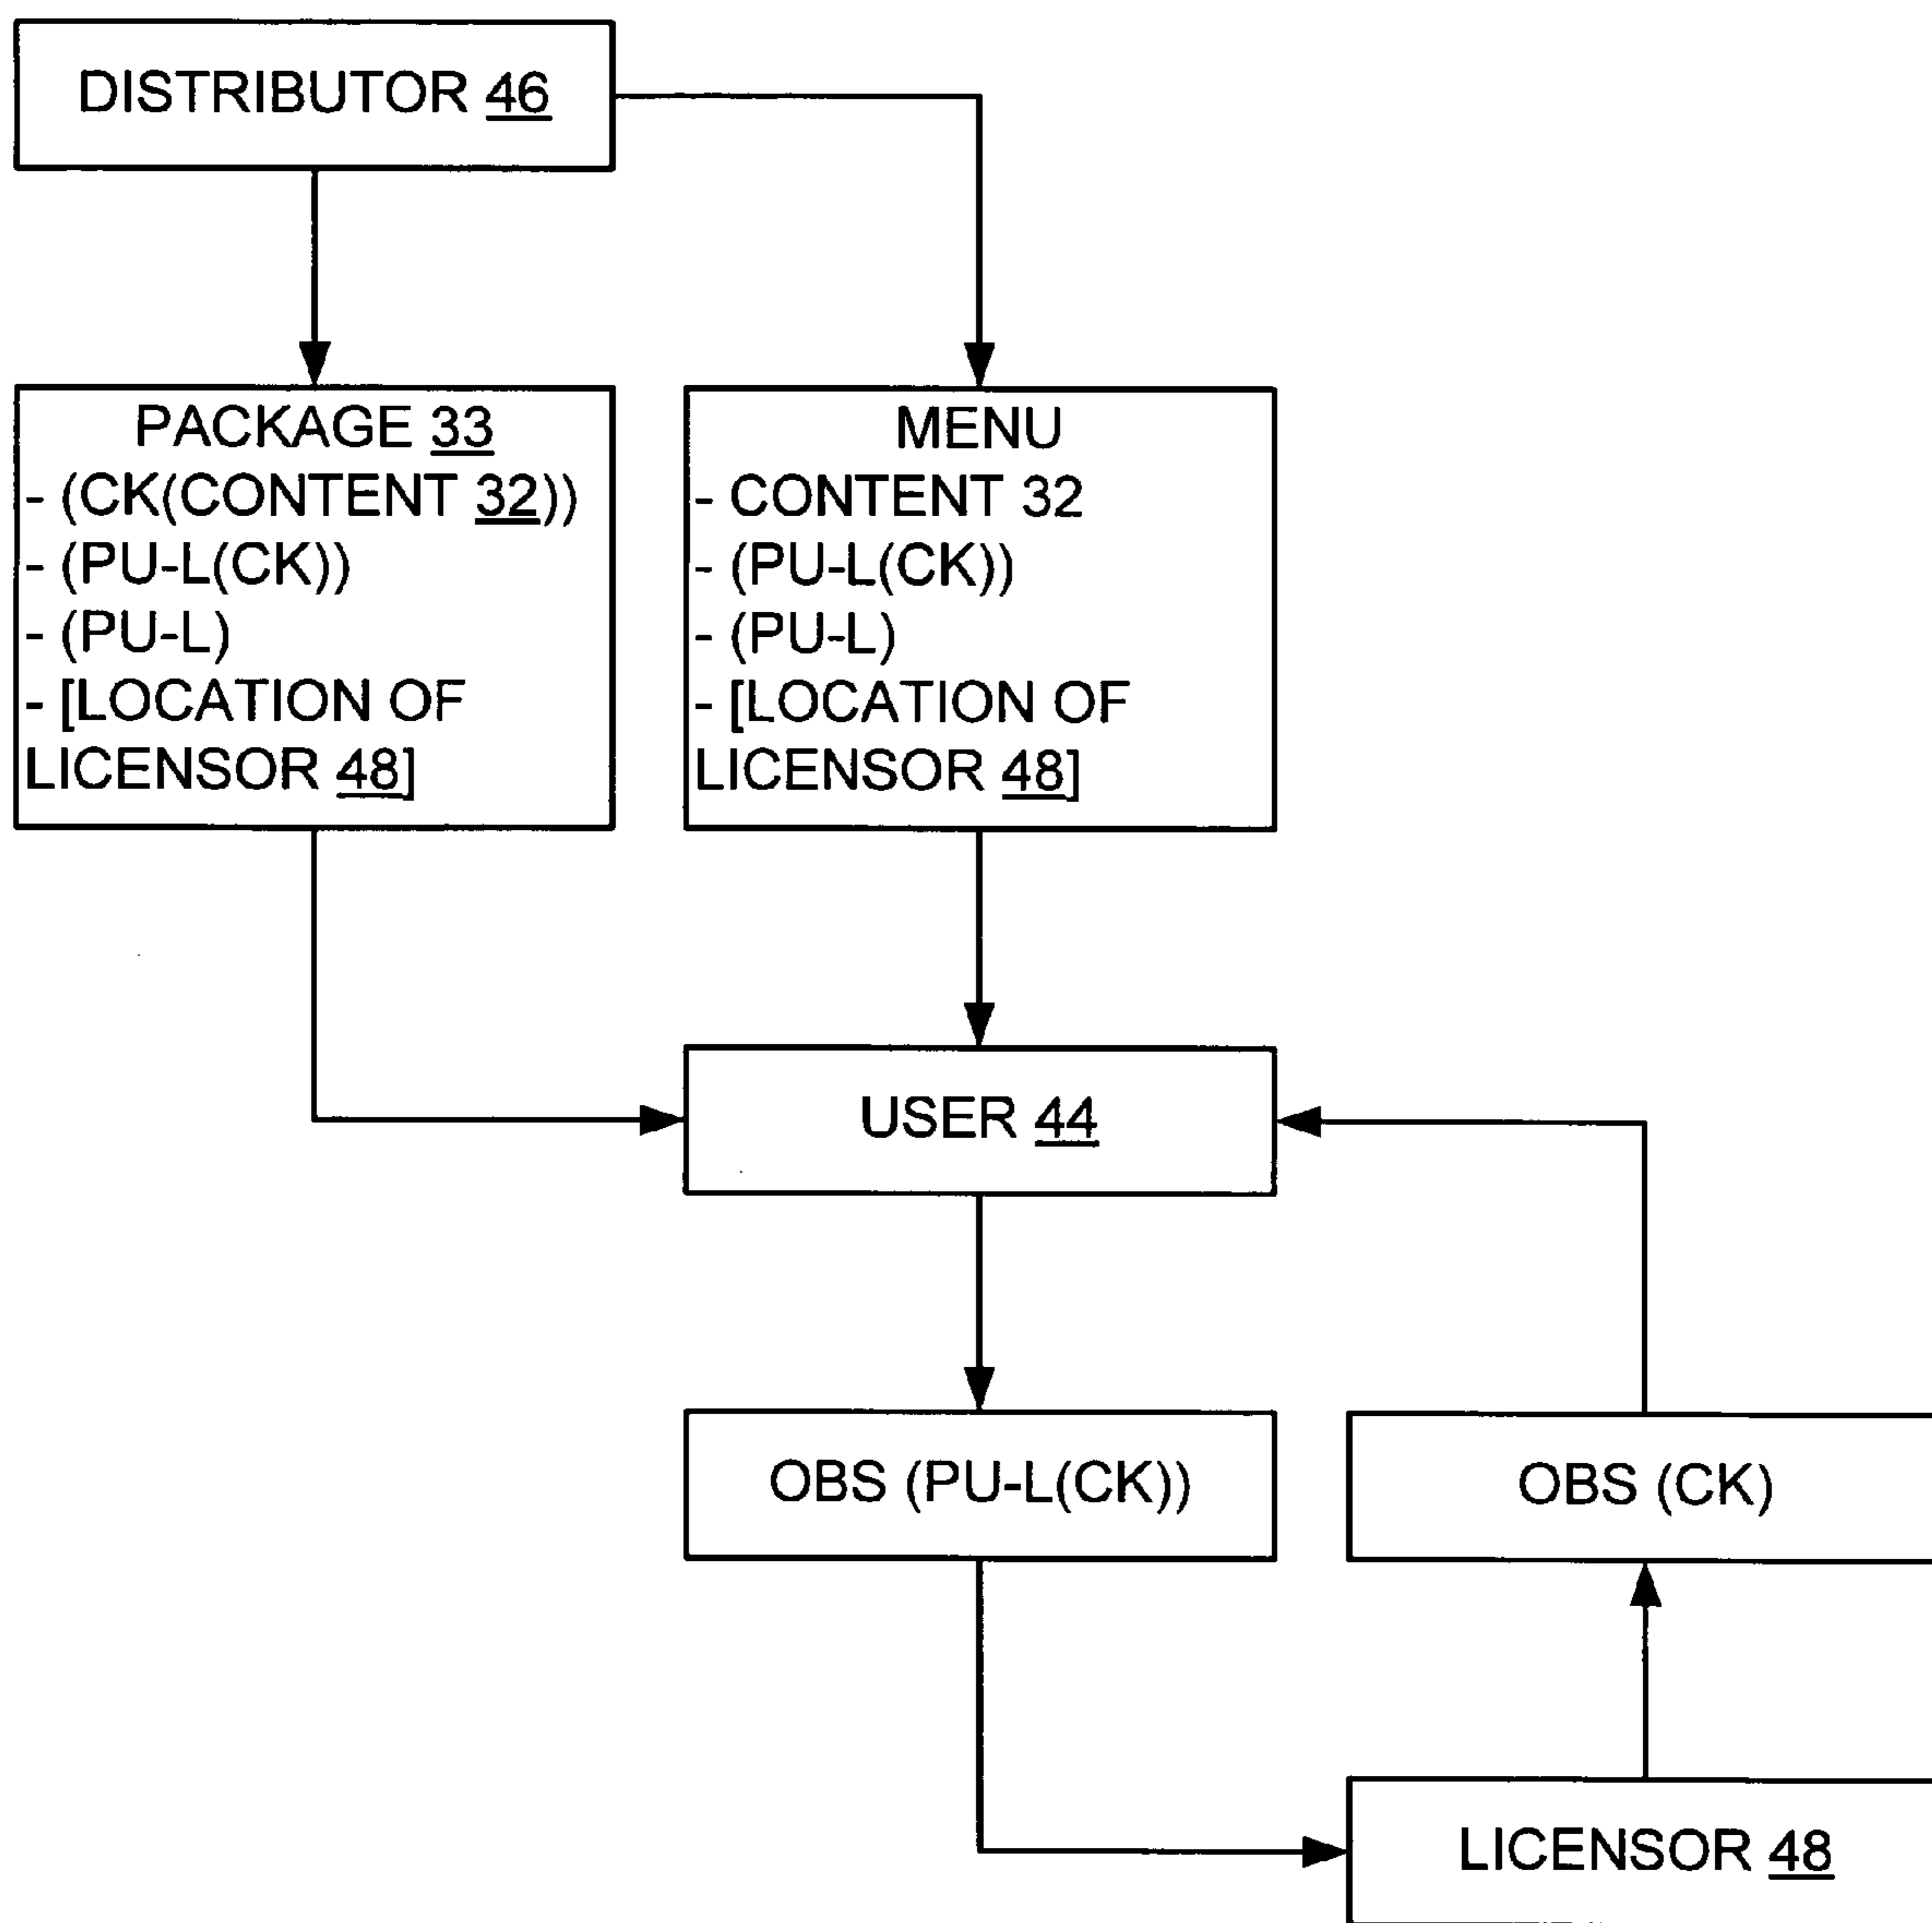 DISTRIBUTOR 46
PACKAGE 33
- (CK(CONTENT 32))
- (PU-L(CK))
- (PU-L)
- [LOCATION OF
LICENSOR 48]
MENU
- CONTENT 32
- (PU-L(CK))
- (PU-L)
- [LOCATION OF
LICENSOR 48]
USER 44
OBS (PU-L(CK))
OBS (CK)
LICENSOR 48